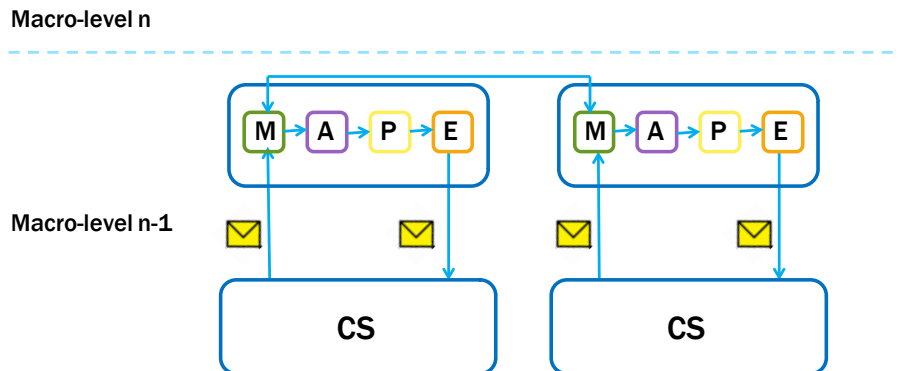 Macro-level n
M A P E M A P E
Macro-level n-1
CS CS